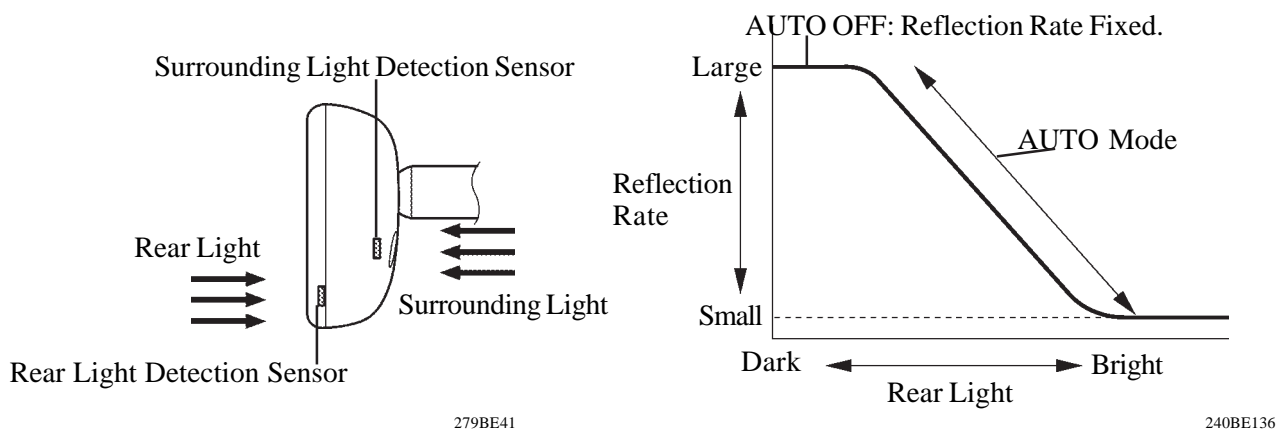 Surrounding Light Detection Sensor
Rear Light
Surrounding Light
Rear Light Detection Sensor
279BE41
AUTO OFF: Reflection Rate Fixed.
Large
AUTO Mode
Reflection
Rate
Small
Dark
Bright
Rear Light
240BE136